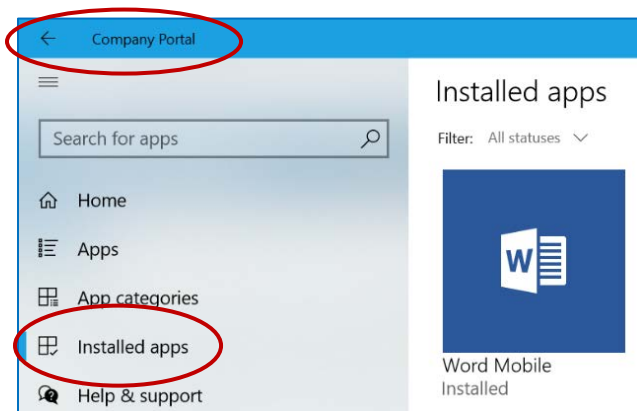 Company Portal
Search for apps
Home
Apps
App categories
Installed apps
Help & support
Installed apps
Filter: All statuses
W
Word Mobile
Installed